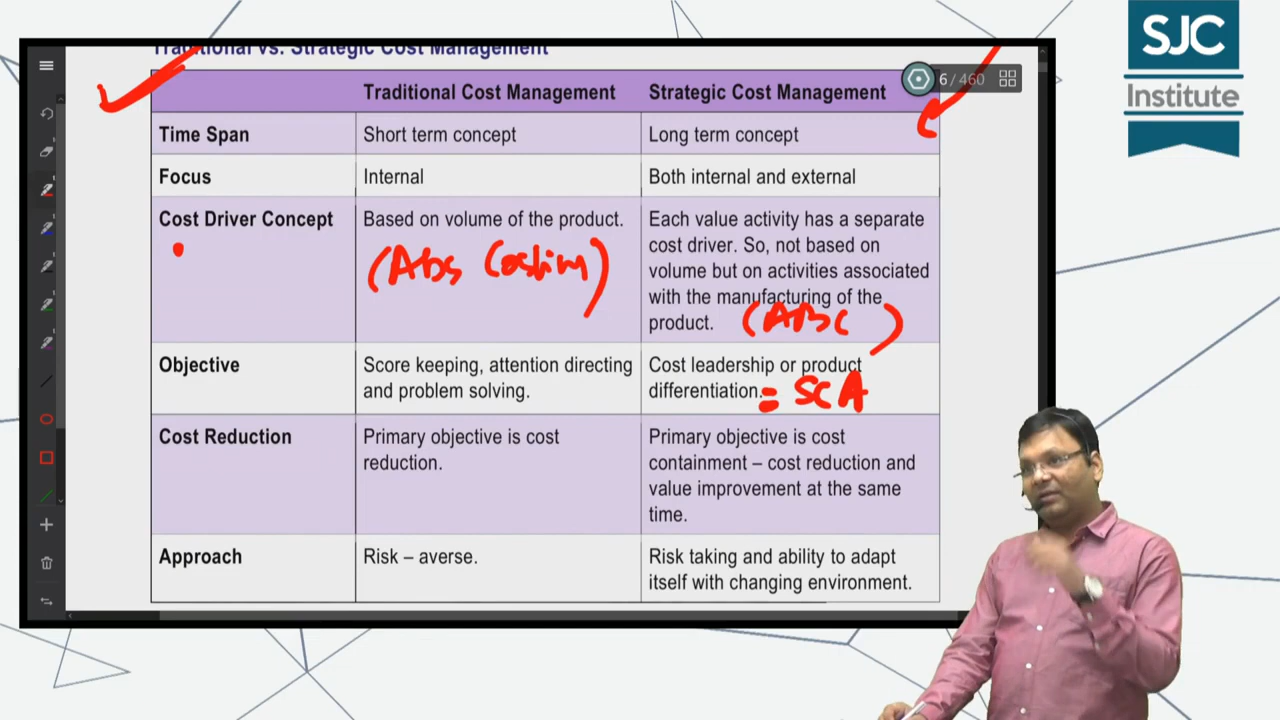 SJC
Institute
Traditional vs. Strategic Cost Management
6 / 460
Traditional Cost Management
Strategic Cost Management
Time Span
Short term concept
Long term concept
Focus
Internal
Both internal and external
Cost Driver Concept
Based on volume of the product.
(Abs Costing)
Each value activity has a separate
cost driver. So, not based on
volume but on activities associated
with the manufacturing of the
product.
(ABC)
Objective
Score keeping, attention directing
and problem solving.
Cost leadership or product
differentiation.
= SCA
Cost Reduction
Primary objective is cost
reduction.
Primary objective is cost
containment – cost reduction and
value improvement at the same
time.
Approach
Risk – averse.
Risk taking and ability to adapt
itself with changing environment.